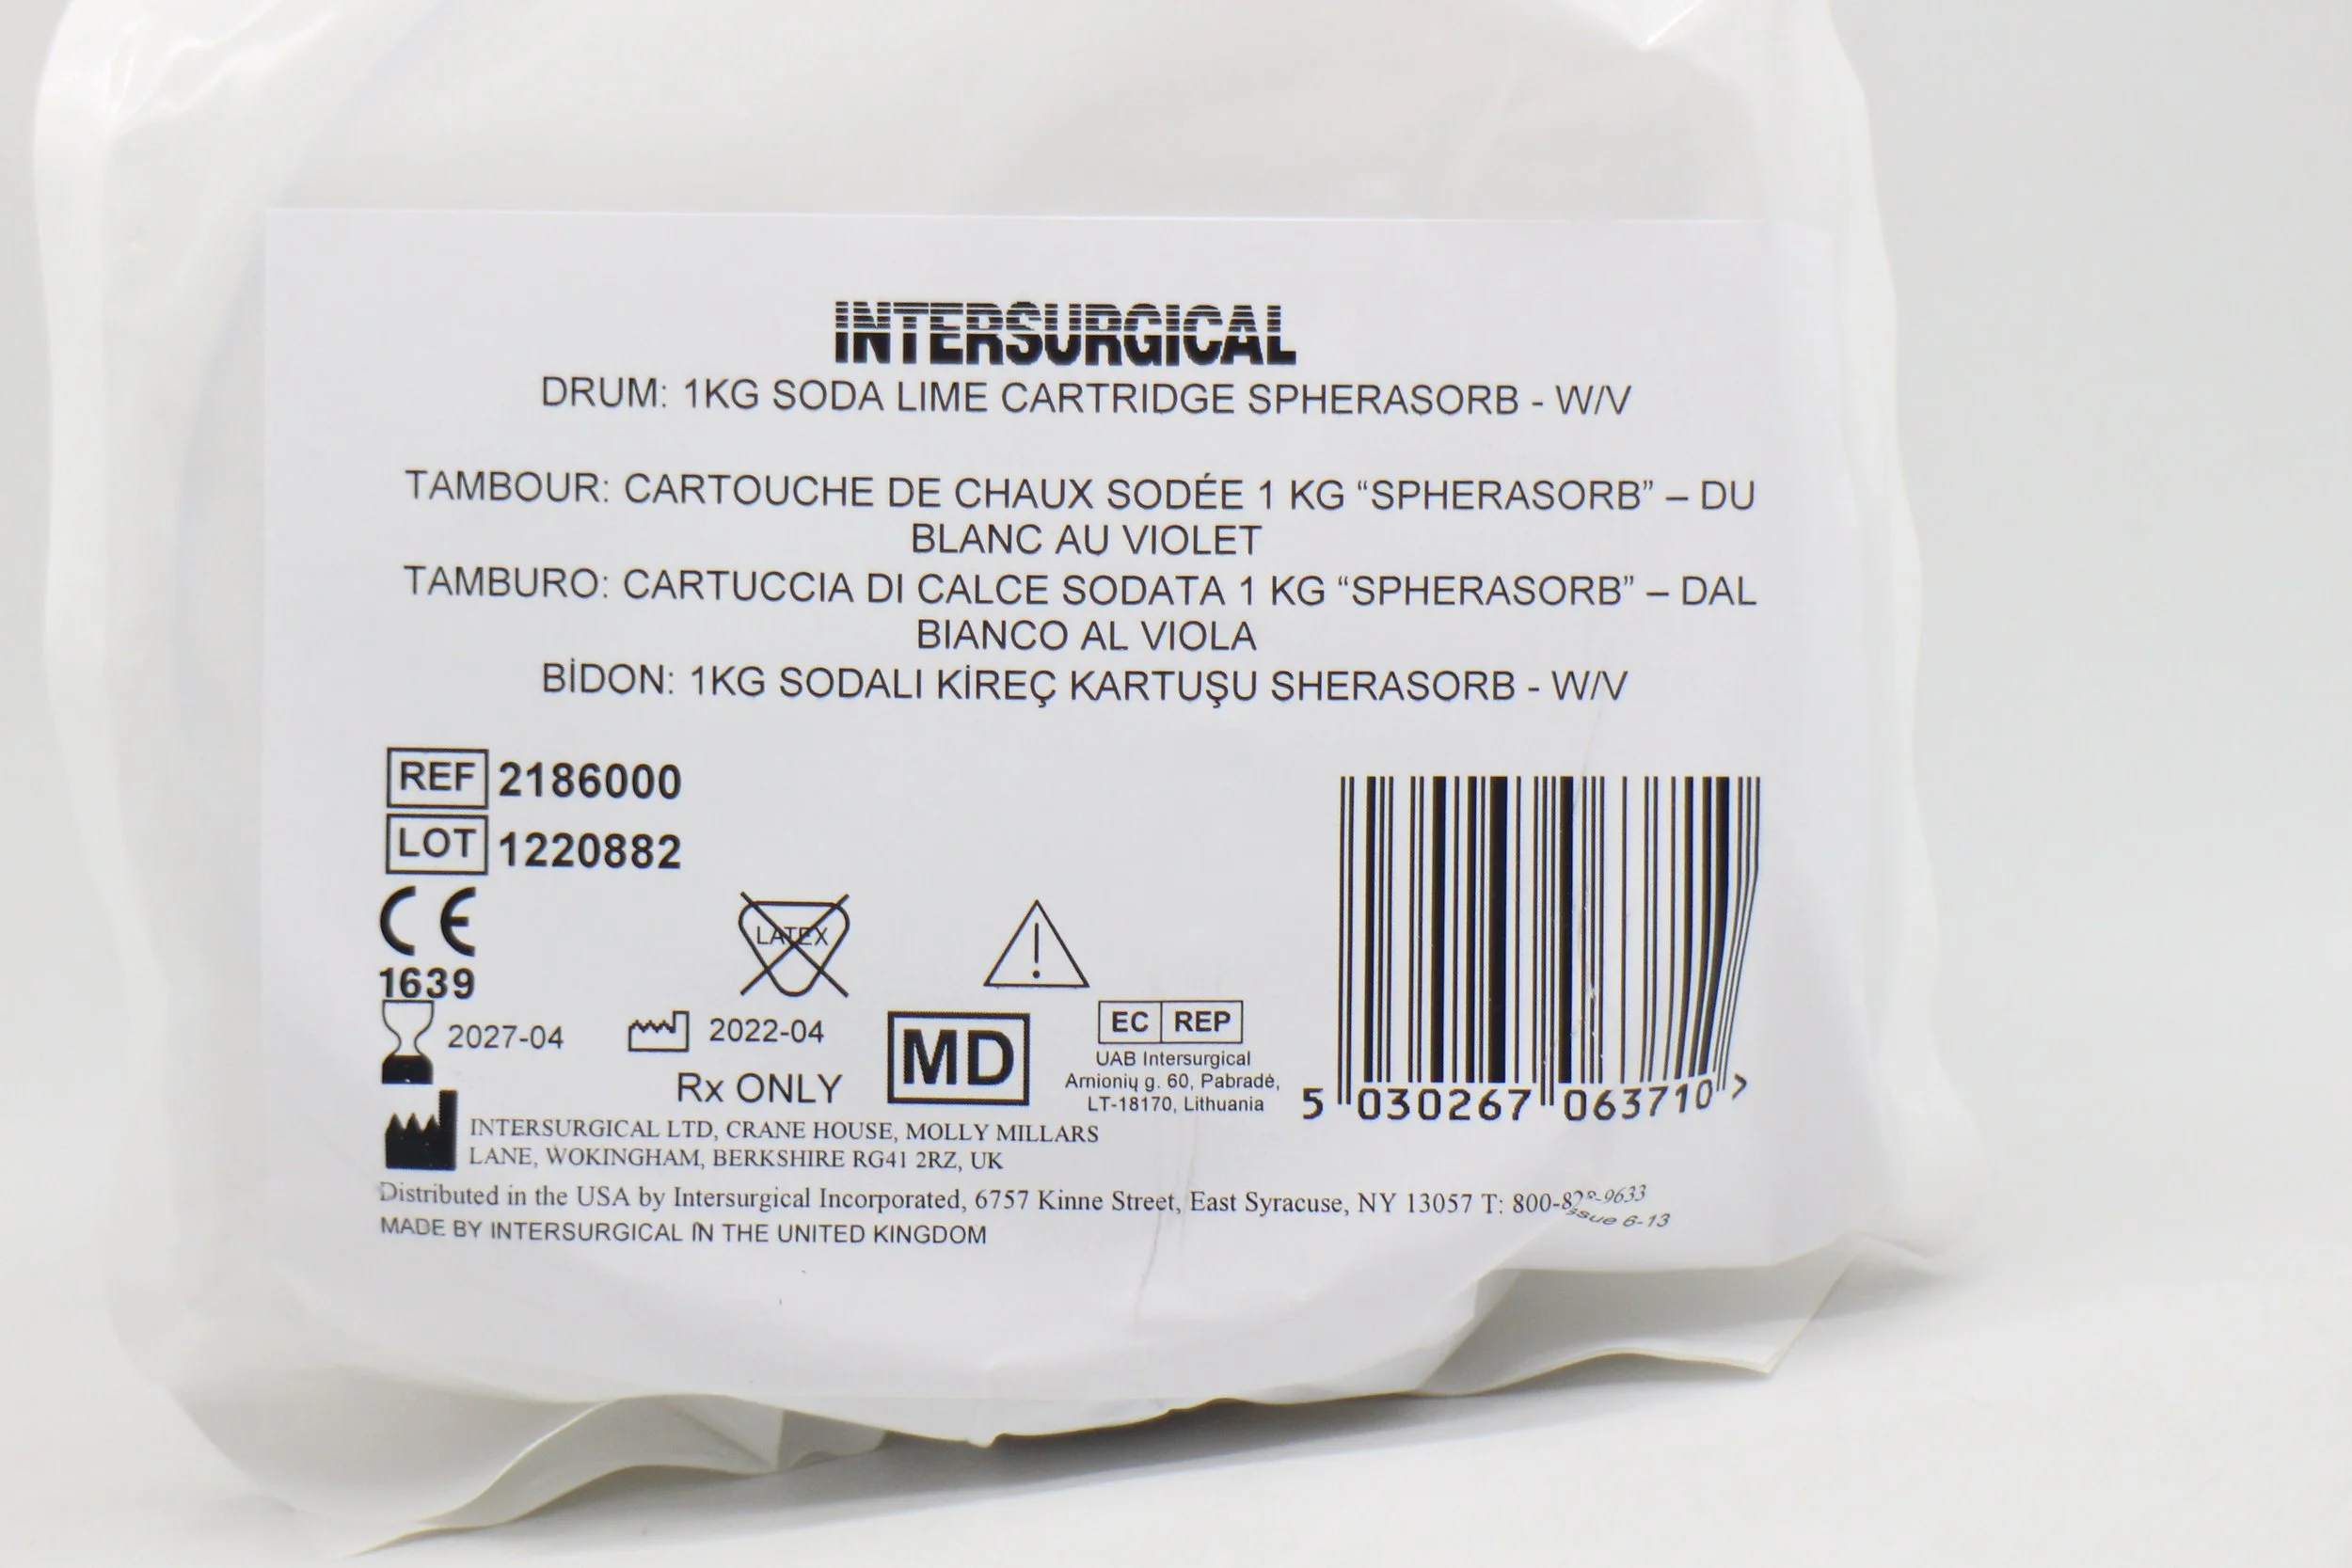 INTERSURGICAL
DRUM: 1KG SODA LIME CARTRIDGE SPHERASORB - W/V
TAMBOUR: CARTOUCHE DE CHAUX SODÉE 1 KG “SPHERASORB” – DU
BLANC AU VIOLET
TAMBURO: CARTUCCIA DI CALCE SODATA 1 KG “SPHERASORB” – DAL
BIANCO AL VIOLA
BİDON: 1KG SODALI KİREÇ KARTUŞU SHERASORB - W/V
REF 2186000
LOT 1220882
CE
1639
LATEX
2027-04
2022-04
Rx ONLY
MD
EC REP
UAB Intersurgical
Arnionių g. 60, Pabradė,
LT-18170, Lithuania
5 030267 063710 >
INTERSURGICAL LTD, CRANE HOUSE, MOLLY MILLARS
LANE, WOKINGHAM, BERKSHIRE RG41 2RZ, UK
Distributed in the USA by Intersurgical Incorporated, 6757 Kinne Street, East Syracuse, NY 13057 T:
MADE BY INTERSURGICAL IN THE UNITED KINGDOM
6-13